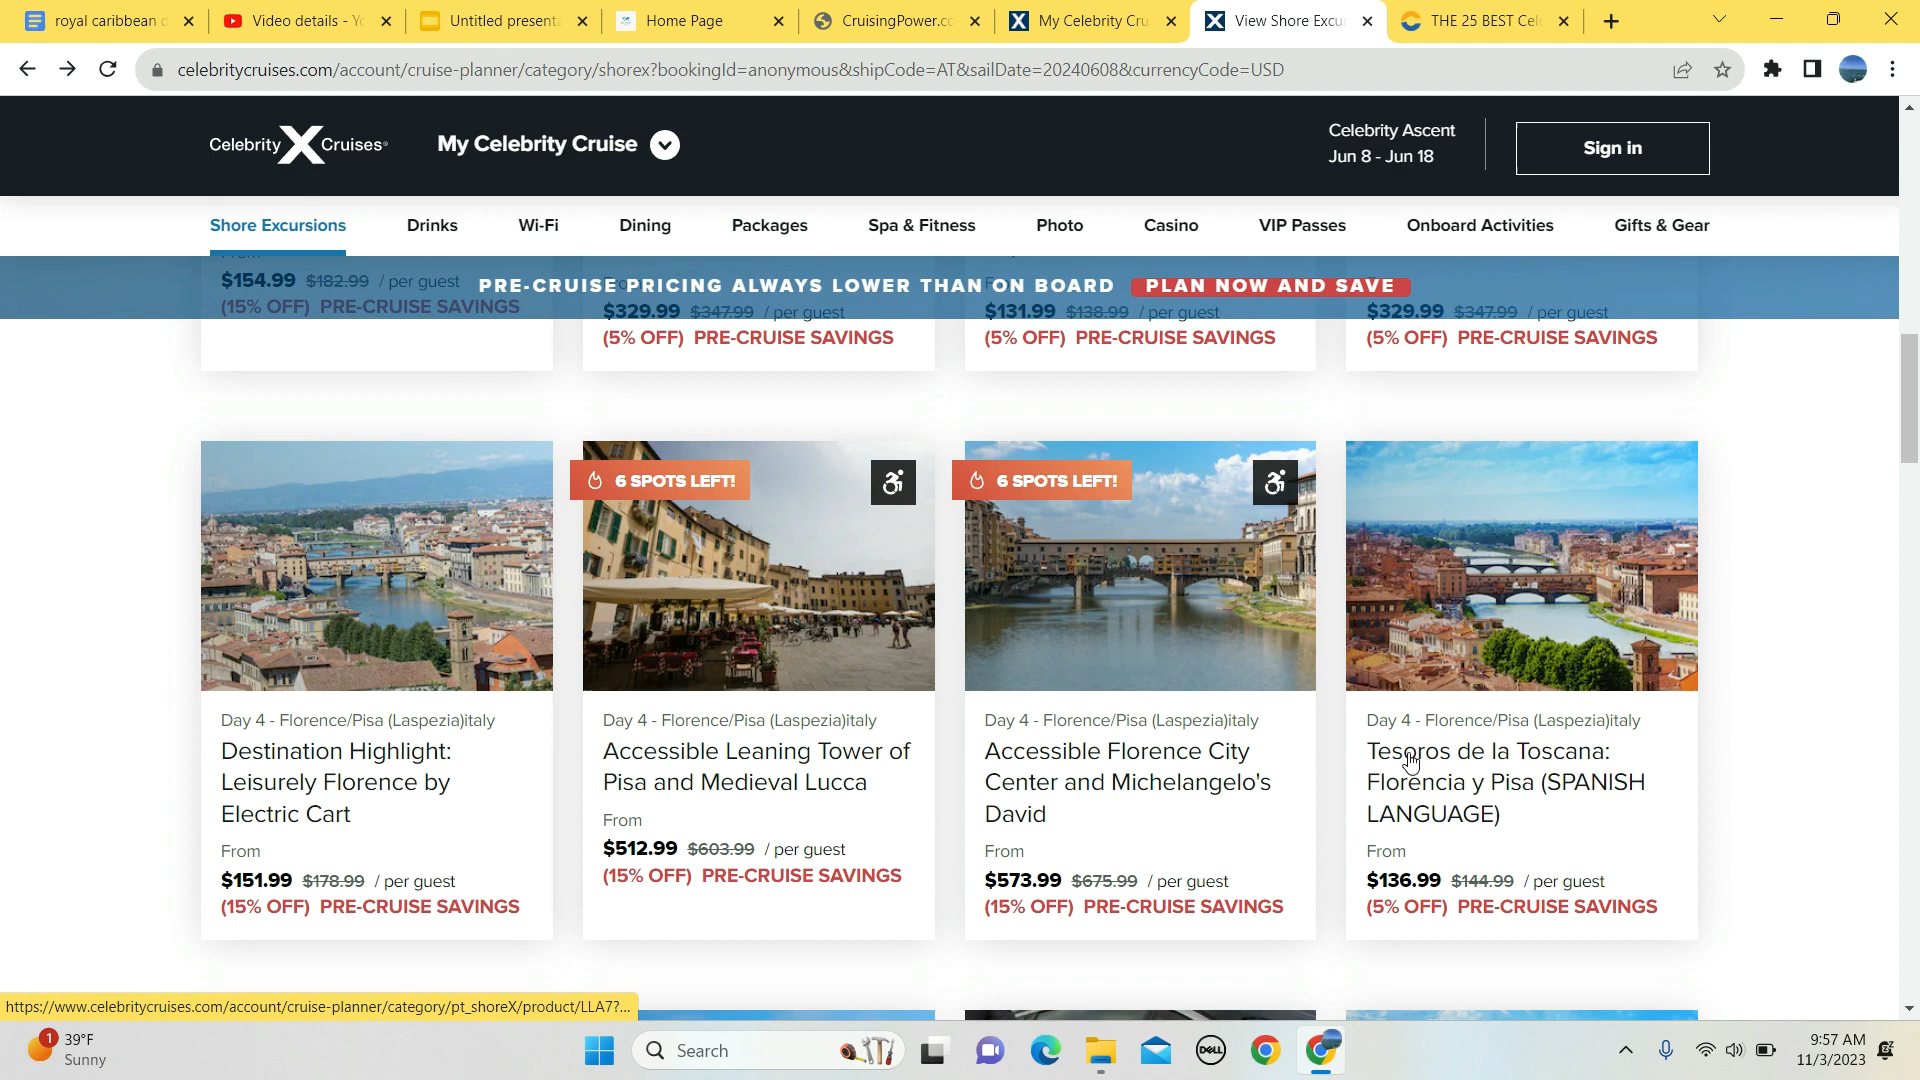 royal caribbean c
Video details - Yo
Untitled presenta
Home Page
CruisingPower.co
My Celebrity Cru
View Shore Excur
THE 25 BEST Cel
celebritycruises.com/account/cruise-planner/category/shorex?bookingId=anonymous&shipCode=AT&sailDate=20240608&currencyCode=USD
Celebrity X Cruises®
My Celebrity Cruise
Celebrity Ascent
Jun 8 - Jun 18
Sign in
Shore Excursions Drinks Wi-Fi Dining Packages Spa & Fitness Photo Casino VIP Passes Onboard Activities Gifts & Gear
PRE-CRUISE PRICING ALWAYS LOWER THAN ON BOARD PLAN NOW AND SAVE
From
$154.99 $182.99 / per guest
(15% OFF) PRE-CRUISE SAVINGS
From
$329.99 $347.99 / per guest
(5% OFF) PRE-CRUISE SAVINGS
From
$131.99 $138.99 / per guest
(5% OFF) PRE-CRUISE SAVINGS
From
$329.99 $347.99 / per guest
(5% OFF) PRE-CRUISE SAVINGS
Day 4 - Florence/Pisa (Laspezia)italy
Destination Highlight:
Leisurely Florence by
Electric Cart
From
$151.99 $178.99 / per guest
(15% OFF) PRE-CRUISE SAVINGS
6 SPOTS LEFT!
Day 4 - Florence/Pisa (Laspezia)italy
Accessible Leaning Tower of
Pisa and Medieval Lucca
From
$512.99 $603.99 / per guest
(15% OFF) PRE-CRUISE SAVINGS
6 SPOTS LEFT!
Day 4 - Florence/Pisa (Laspezia)italy
Accessible Florence City
Center and Michelangelo's
David
From
$573.99 $675.99 / per guest
(15% OFF) PRE-CRUISE SAVINGS
Day 4 - Florence/Pisa (Laspezia)italy
Tesoros de la Toscana:
Florencia y Pisa (SPANISH
LANGUAGE)
From
$136.99 $144.99 / per guest
(5% OFF) PRE-CRUISE SAVINGS
https://www.celebritycruises.com/account/cruise-planner/category/pt_shoreX/product/LLA7?...
1
39°F
Sunny
Search
DELL
9:57 AM
11/3/2023